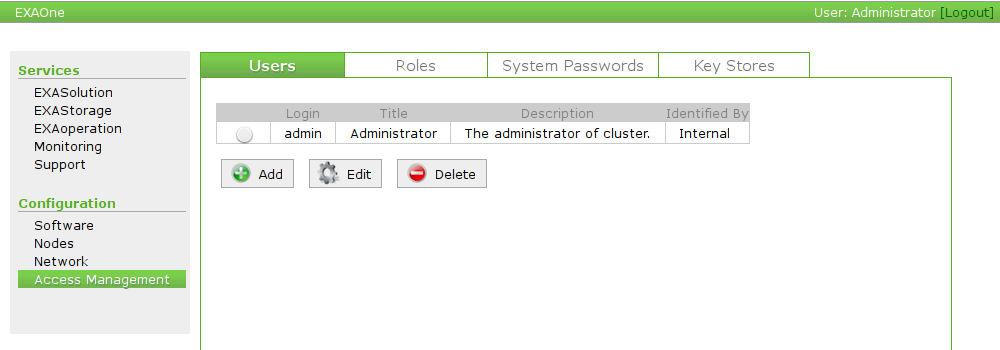 EXAOne User: Administrator [Logout]
Services
EXASolution
EXAStorage
EXAoperation
Monitoring
Support
Configuration
Software
Nodes
Network
Access Management
Users Roles System Passwords Key Stores
Login Title Description Identified By
admin Administrator The administrator of cluster. Internal
Add Edit Delete